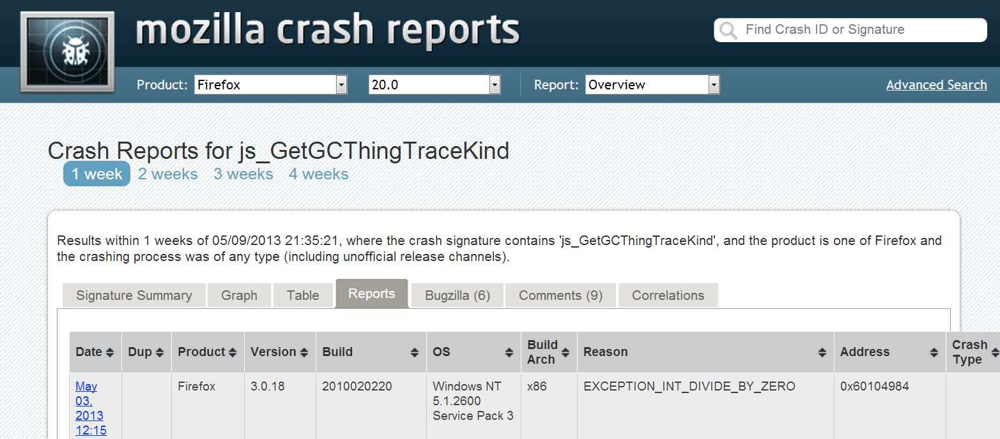 mozilla crash reports
Find Crash ID or Signature
Product: Firefox 20.0 Report: Overview Advanced Search
Crash Reports for js_GetGCThingTraceKind
1 week 2 weeks 3 weeks 4 weeks
Results within 1 weeks of 05/09/2013 21:35:21, where the crash signature contains 'js_GetGCThingTraceKind', and the product is one of Firefox and
the crashing process was of any type (including unofficial release channels).
Signature Summary Graph Table Reports Bugzilla (6) Comments (9) Correlations
Date Dup Product Version Build OS Build Arch Reason Address Crash Type
May 03, 2013 12:15 Firefox 3.0.18 2010020220 Windows NT 5.1.2600 Service Pack 3 x86 EXCEPTION_INT_DIVIDE_BY_ZERO 0x60104984